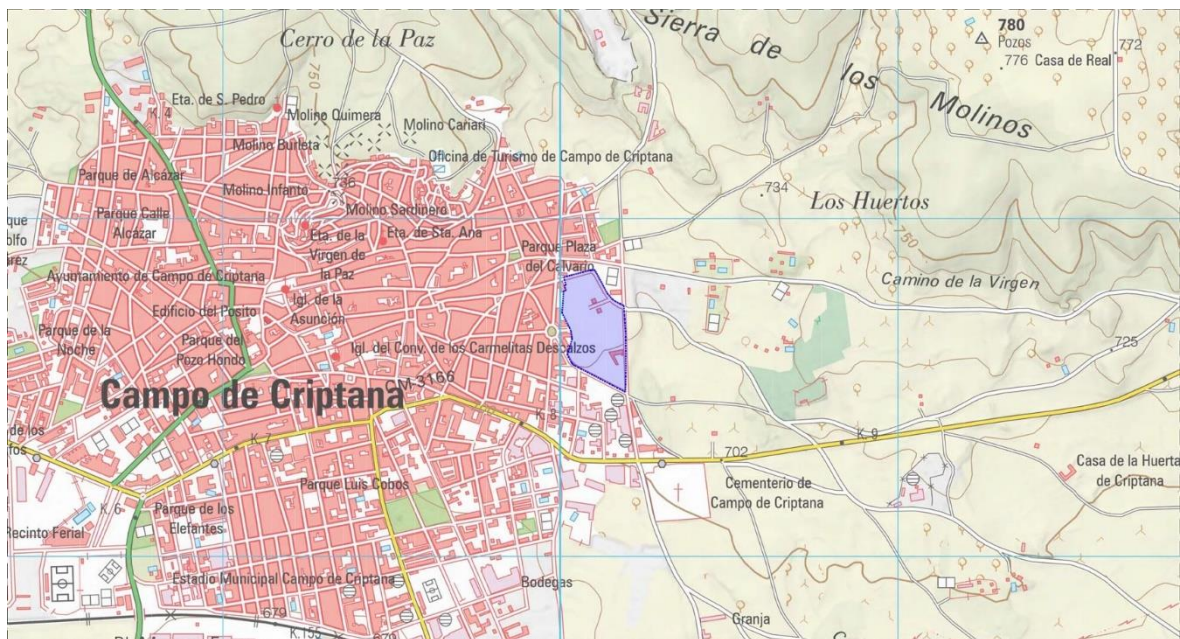 Cerro de la Paz
750
Sierra de los Molinos
780
Pozos
776
Casa de Real
772
Eta. de S. Pedro
K. 4
Molino Quimera
Molino Canari
Molino Burleta
Oficina de Turismo de Campo de Criptana
Parque de Alcázar
Molino Infanto
734
Los Huertos
Parque Calle
Alcázar
Molino Sardinero
Eta. de Sta. Ana
Eta. de la
Virgen de
la Paz
Parque Plaza
del Calvario
750
Ayuntamiento de Campo de Criptana
Camino de la Virgen
Igl. de la
Asunción
Edificio del Pósito
Parque de la
Noche
Parque del
Pozo Hondo
Igl. del Conv. de los Carmelitas Descalzos
725
CM-3166
Campo de Criptana
K. 8
K. 7
K. 9
702
Parque Luis Cobos
Cementerio de
Campo de Criptana
Casa de la Huerta
de Criptana
K. 6
Parque de los
Elefantes
Recinto Ferial
Estadio Municipal Campo de Criptana
Bodegas
679
K. 155
679
Granja